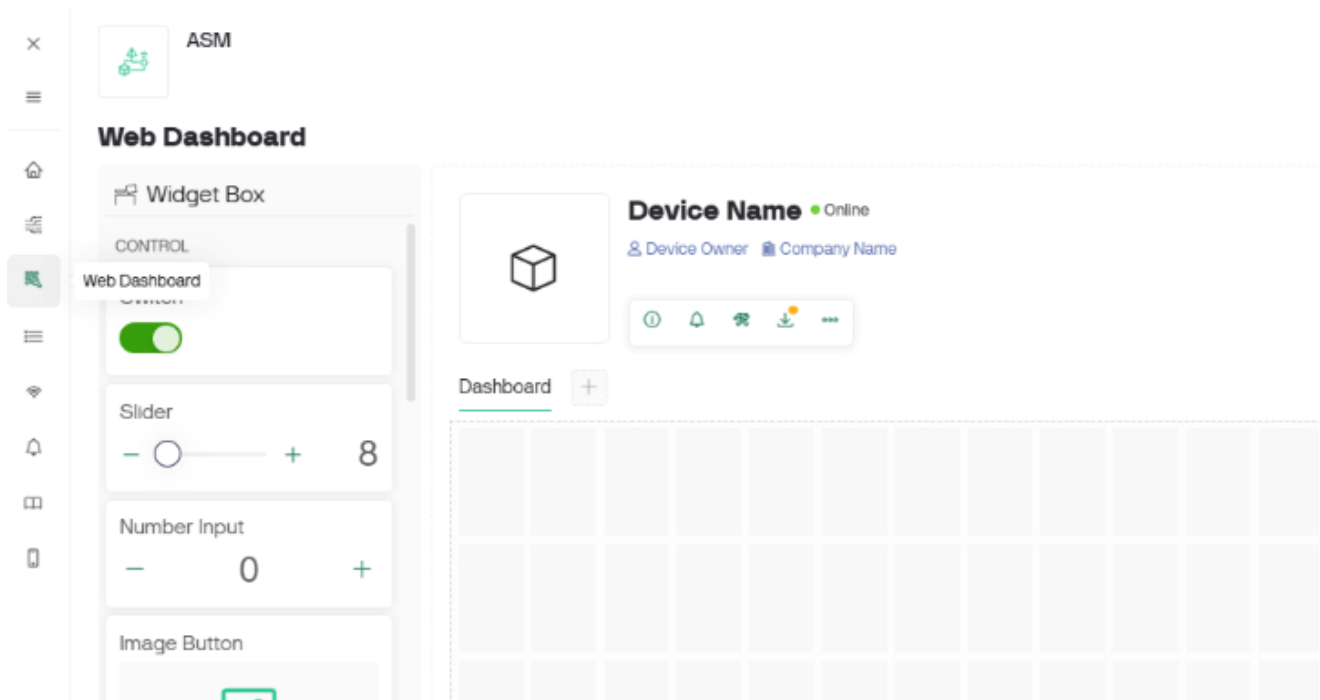 ASM
Web Dashboard
Widget Box
CONTROL
Web Dashboard
Switch
Slider
8
Number Input
0
Image Button
Device Name Online
Device Owner Company Name
Dashboard